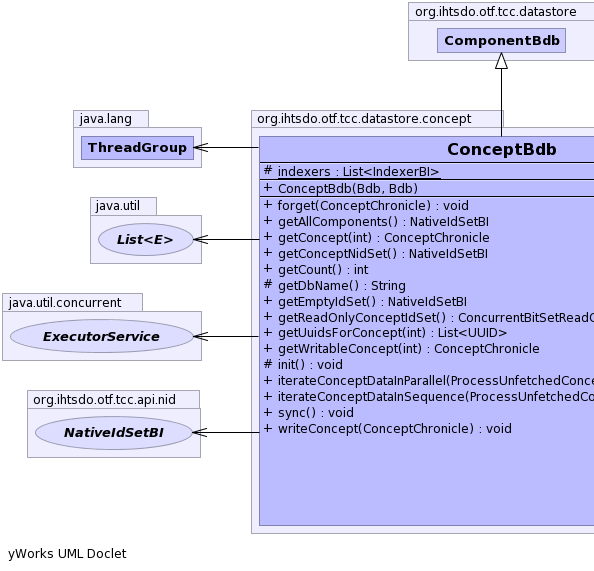 org.ihtsdo.otf.tcc.datastore
ComponentBdb
java.lang
ThreadGroup
java.util
List<E>
java.util.concurrent
ExecutorService
org.ihtsdo.otf.tcc.api.nid
NativeIdSetBI
org.ihtsdo.otf.tcc.datastore.concept
ConceptBdb
# indexers : List<IndexerBI>
+ ConceptBdb(Bdb, Bdb)
+ forget(ConceptChronicle) : void
+ getAllComponents() : NativeIdSetBI
+ getConcept(int) : ConceptChronicle
+ getConceptNidSet() : NativeIdSetBI
+ getCount() : int
# getDbName() : String
+ getEmptyIdSet() : NativeIdSetBI
+ getReadOnlyConceptIdSet() : ConcurrentBitSetReadO
+ getUuidsForConcept(int) : List<UUID>
+ getWritableConcept(int) : ConceptChronicle
# init() : void
+ iterateConceptDataInParallel(ProcessUnfetchedConce
+ iterateConceptDataInSequence(ProcessUnfetchedCo
+ sync() : void
+ writeConcept(ConceptChronicle) : void
yWorks UML Doclet